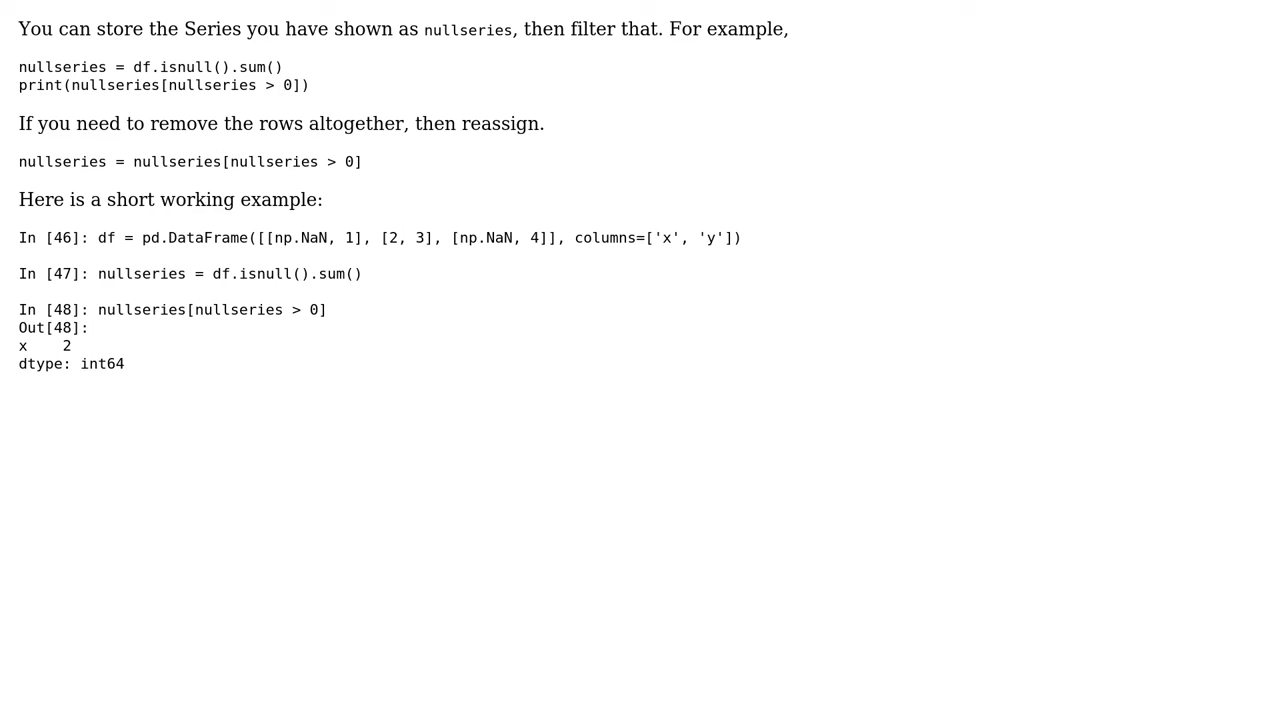 You can store the Series you have shown as nullseries, then filter that. For example,
nullseries = df.isnull().sum()
print(nullseries[nullseries > 0])
If you need to remove the rows altogether, then reassign.
nullseries = nullseries[nullseries > 0]
Here is a short working example:
In [46]: df = pd.DataFrame([[np.NaN, 1], [2, 3], [np.NaN, 4]], columns=['x', 'y'])
In [47]: nullseries = df.isnull().sum()
In [48]: nullseries[nullseries > 0]
Out[48]:
x    2
dtype: int64